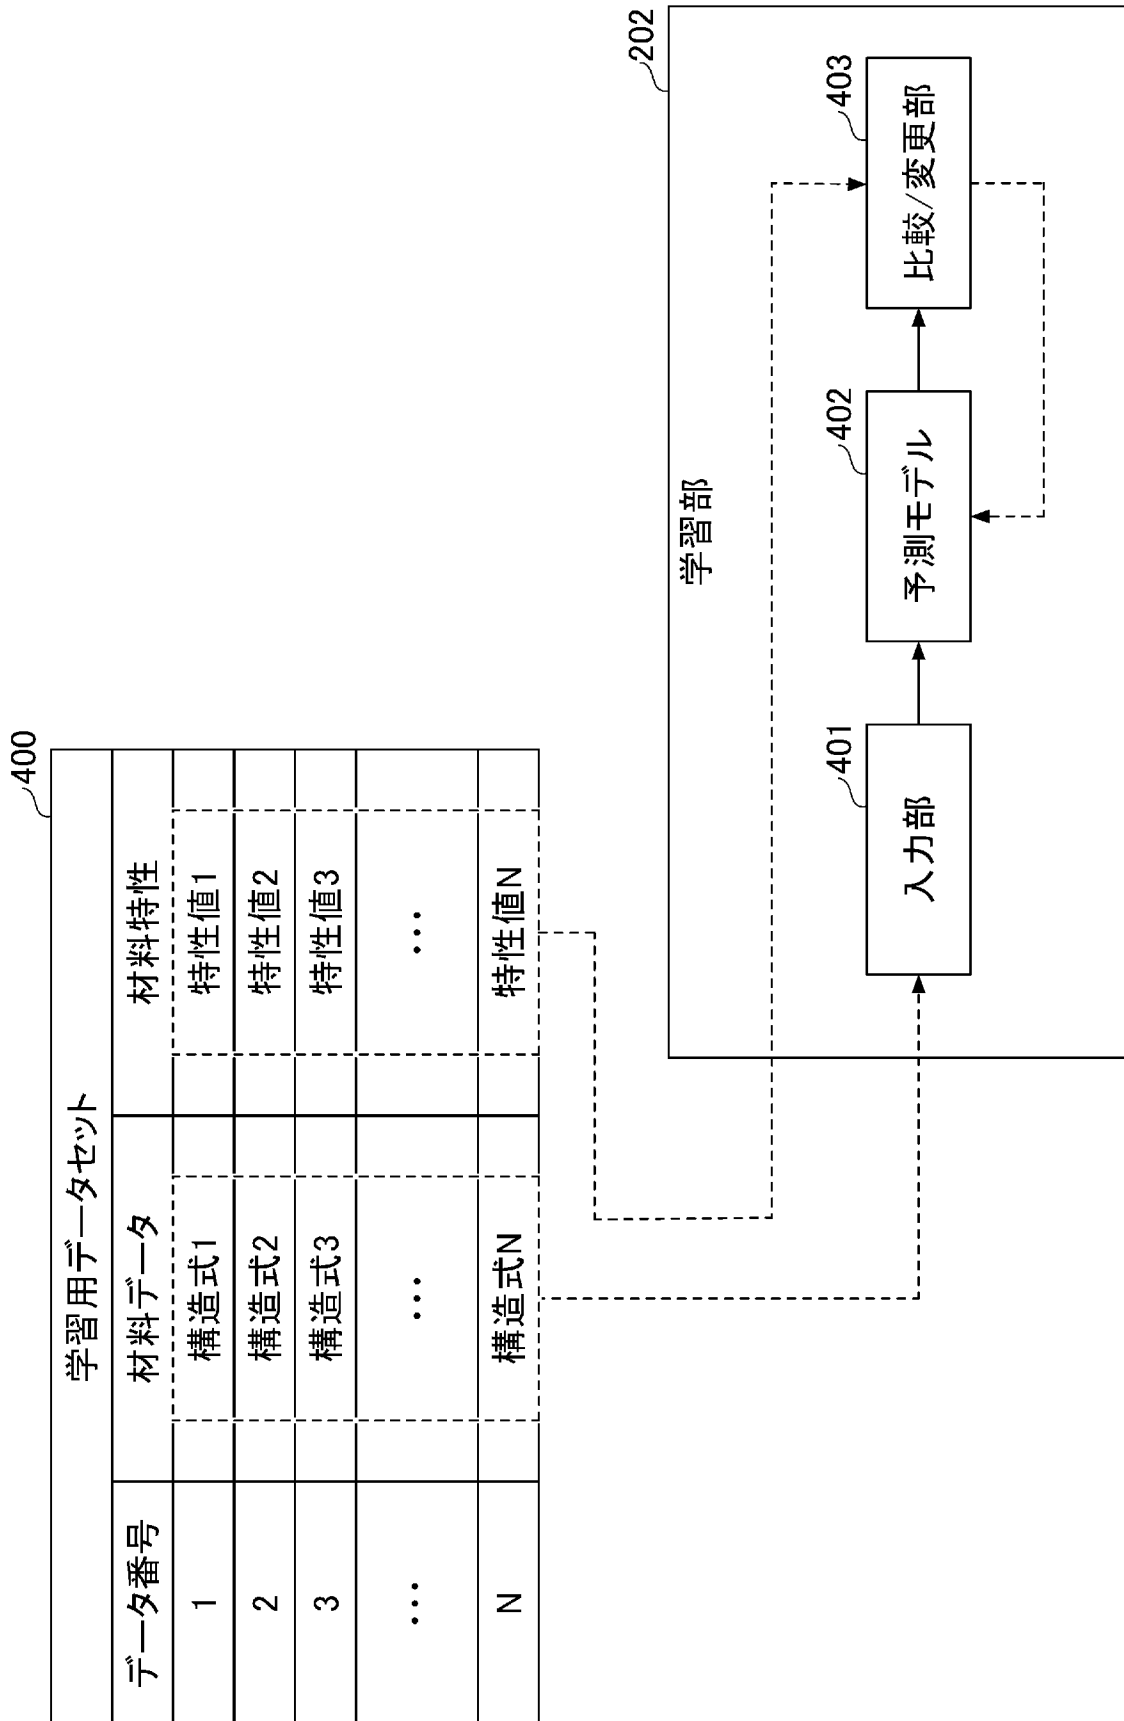 400
学習用データセット
データ番号 材料データ 材料特性
1 構造式1 特性値1
2 構造式2 特性値2
3 構造式3 特性値3
… … …
N 構造式N 特性値N
202
学習部
401 402 403
入力部 予測モデル 比較/変更部